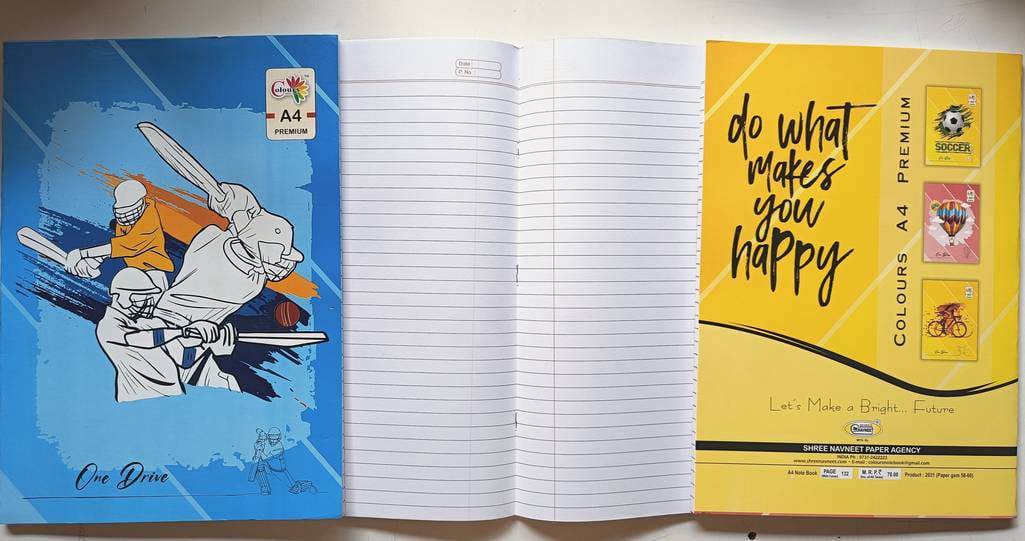 Colours
A4
PREMIUM
One Drive
Date
P. No.
do what
makes
you
happy
COLOURS A4 PREMIUM
SOCCER
Let's Make a Bright... Future
SHREE NAVNEET PAPER AGENCY
INDIA Ph : 0731-2422223
www.shreenavneet.com • E-mail : coloursnotebook@gmail.com
A4 Note Book PAGE 132 M. R. P. ₹ 70.00 Product : 2031 (Paper gsm 58-60)